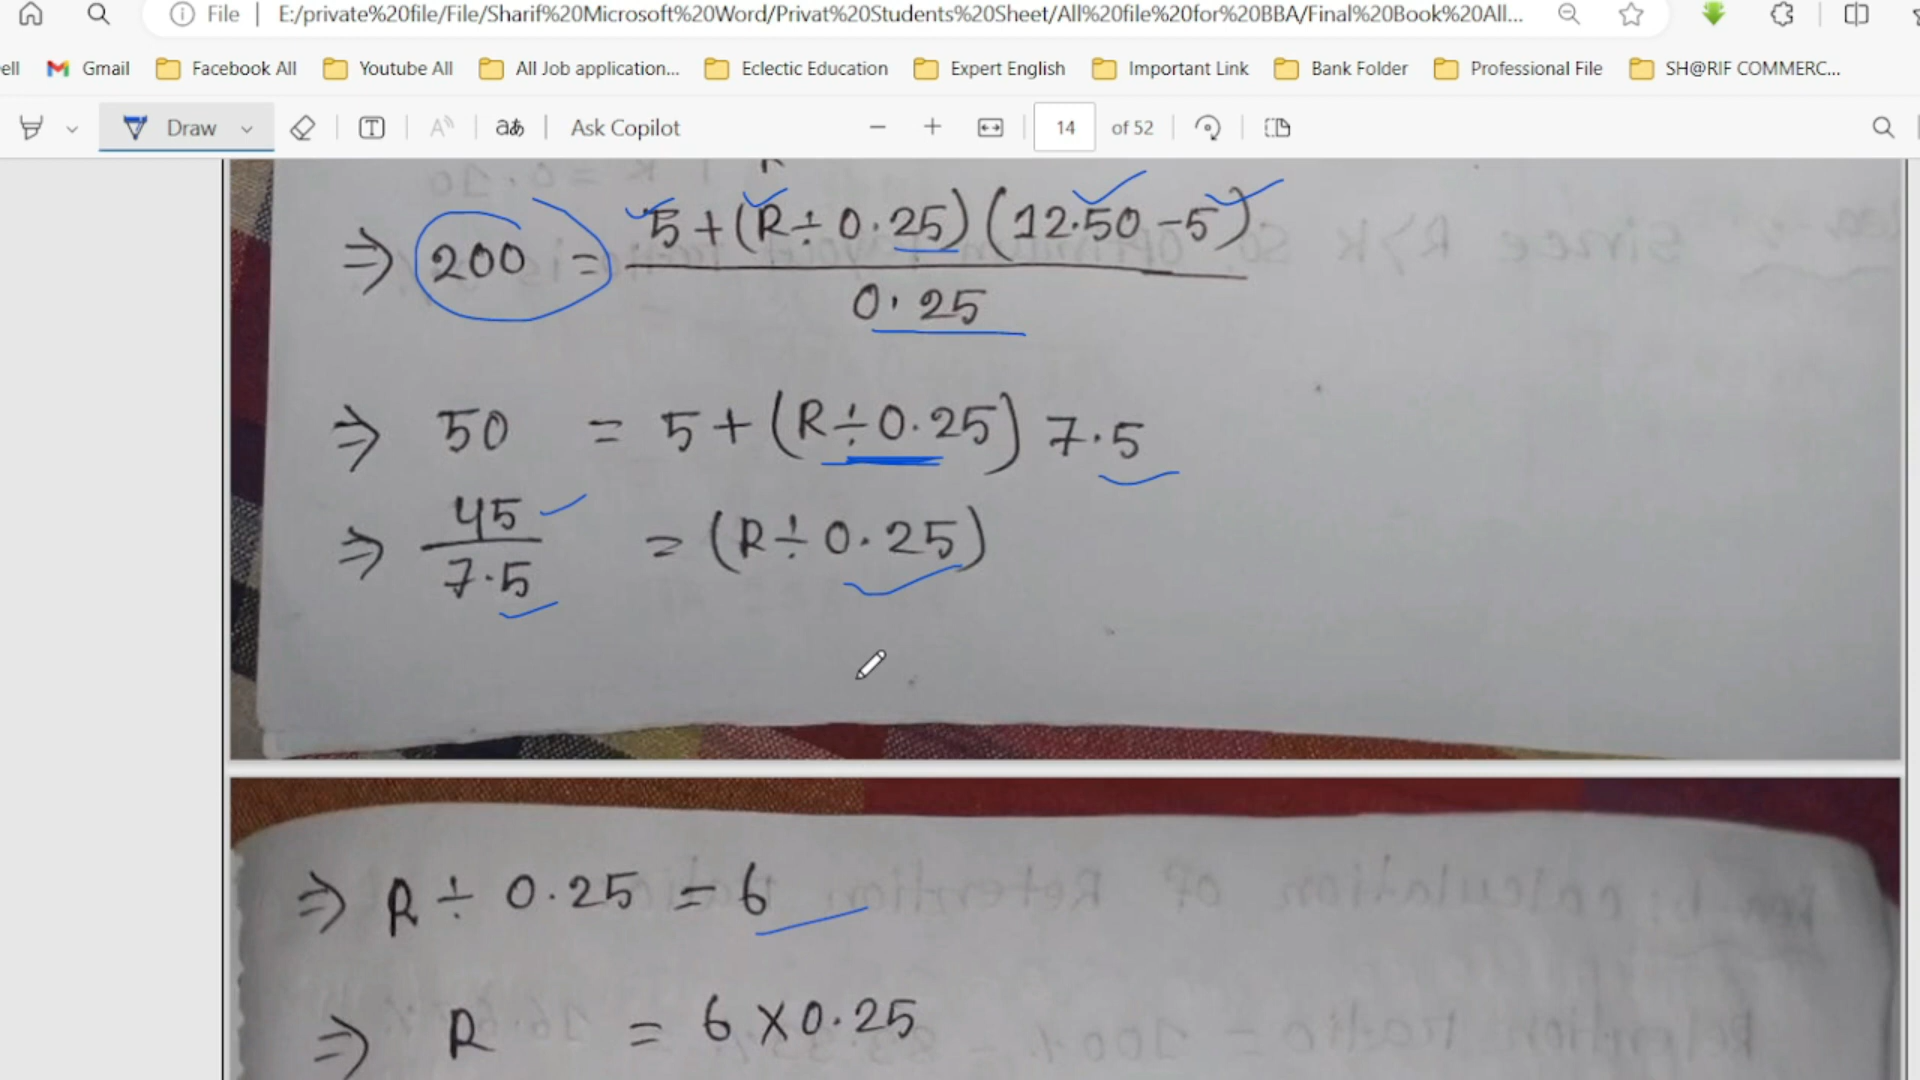 File E:/private%20file/File/Sharif%20Microsoft%20Word/Privat%20Students%20Sheet/All%20file%20for%20BBA/Final%20Book%20All...
ell Gmail Facebook All Youtube All All Job application... Eclectic Education Expert English Important Link Bank Folder Professional File SH@RIF COMMERC...
Draw T A aあ Ask Copilot 14 of 52
⇒ 200 = 5+(R÷0.25)(12.50-5)
0.25
⇒ 50 = 5+(R÷0.25) 7.5
⇒ 45 = (R÷0.25)
7.5
⇒ R ÷ 0.25 = 6
⇒ R = 6 X 0.25